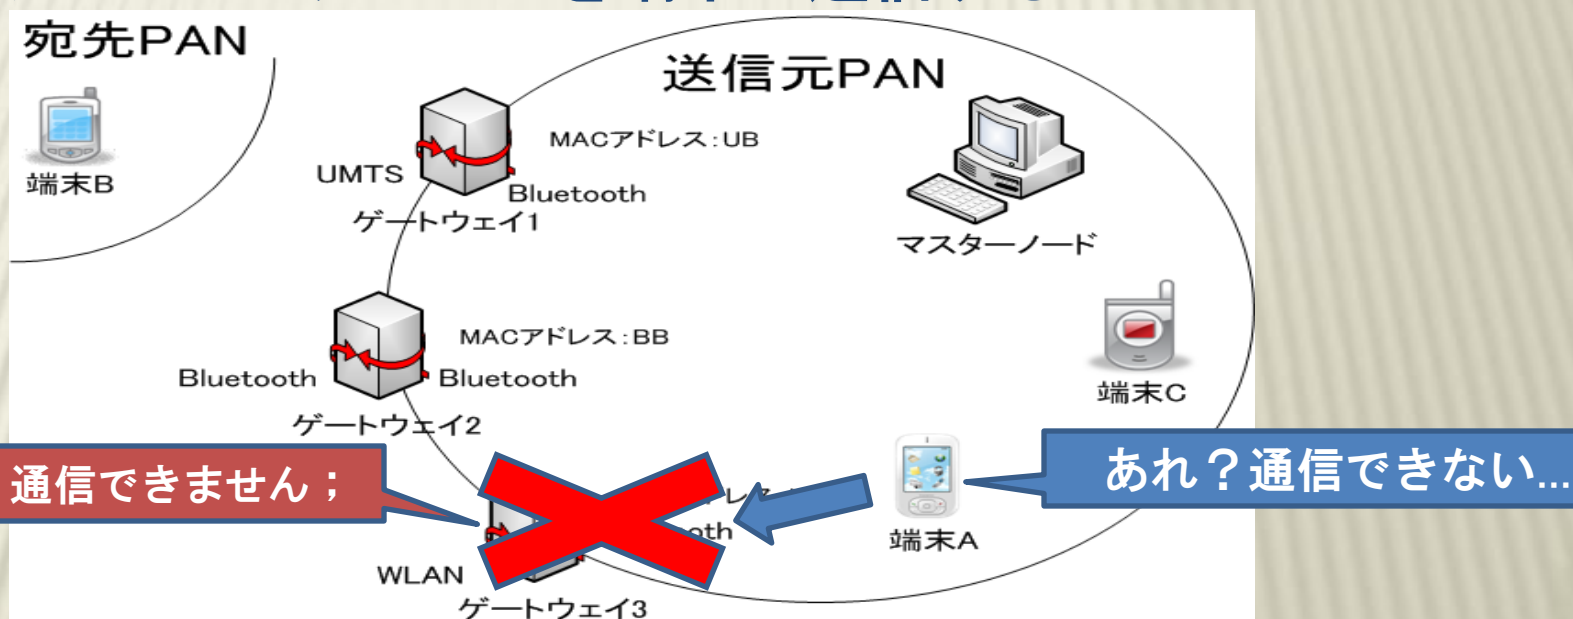 宛先PAN
送信元PAN
端末B
MACアドレス:UB
UMTS
Bluetooth
ゲートウェイ1
マスターノード
MACアドレス:BB
Bluetooth
Bluetooth
ゲートウェイ2
端末C
通信できません；
あれ？通信できない...
端末A
WLAN
ゲートウェイ3